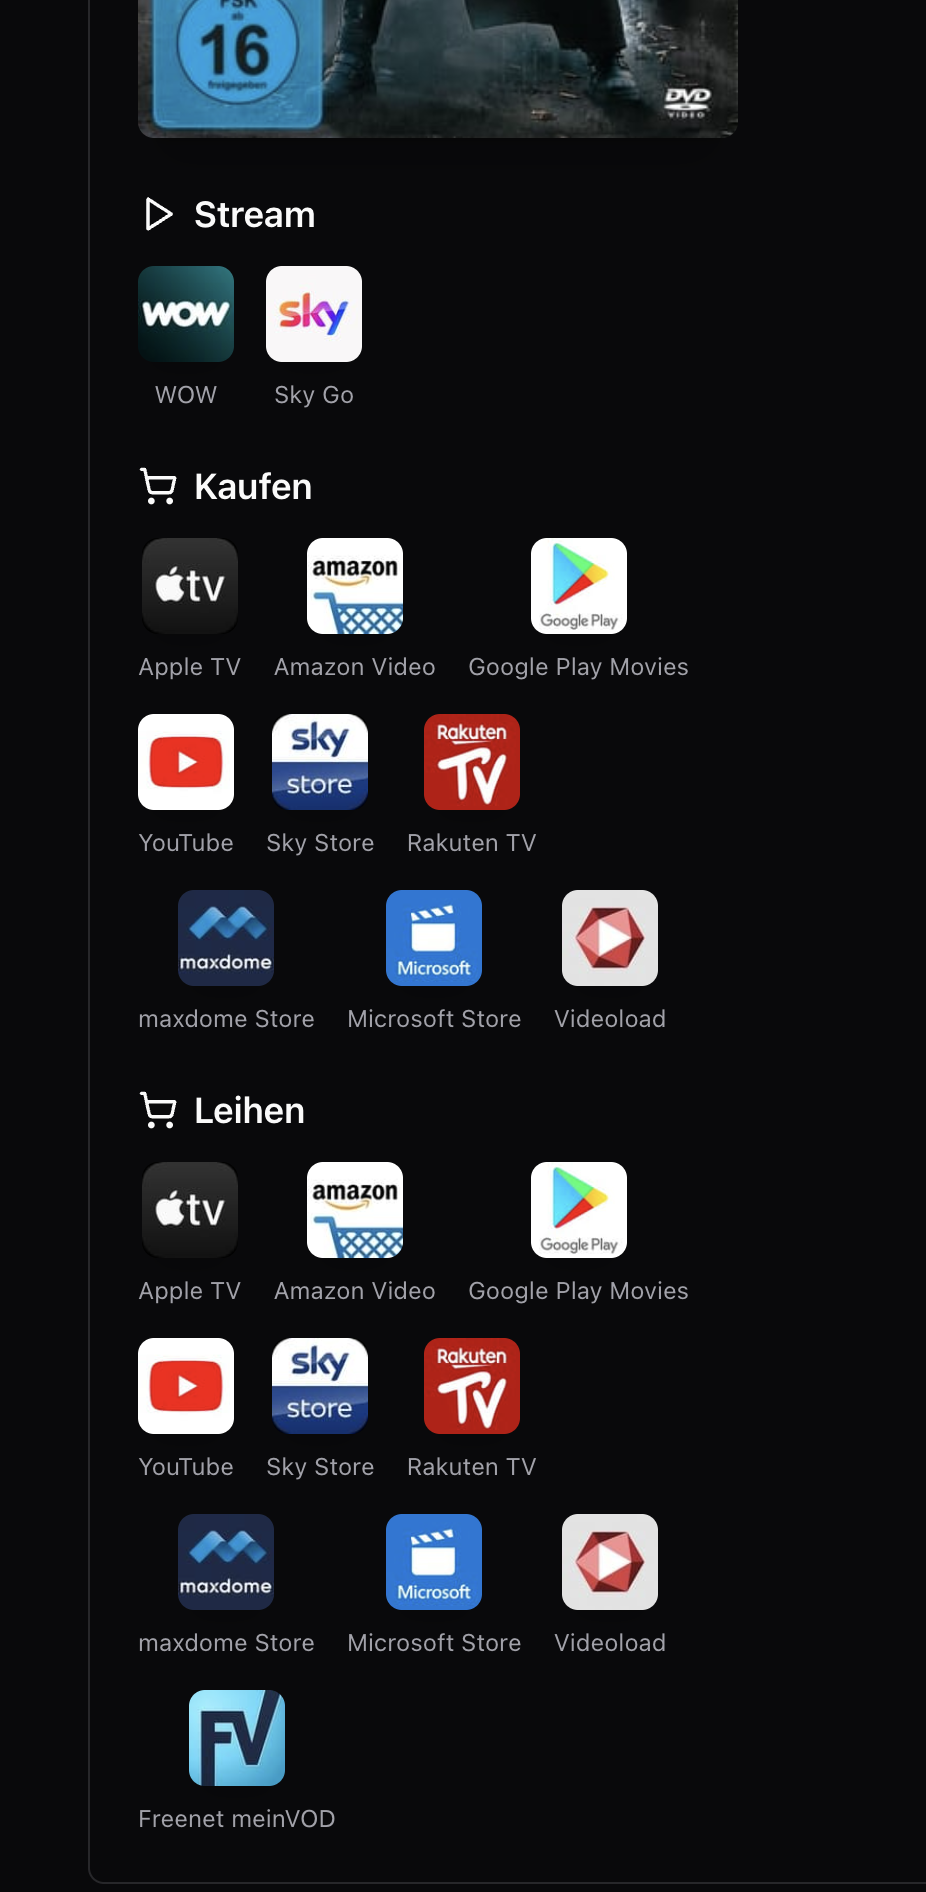 FSK
ab
16
freigegeben
DVD
VIDEO
Stream
WOW
sky
WOW
Sky Go
Kaufen
tv
amazon
Google Play
Apple TV
Amazon Video
Google Play Movies
sky
store
Rakuten
TV
YouTube
Sky Store
Rakuten TV
maxdome
Microsoft
maxdome Store
Microsoft Store
Videoload
Leihen
tv
amazon
Google Play
Apple TV
Amazon Video
Google Play Movies
sky
store
Rakuten
TV
YouTube
Sky Store
Rakuten TV
maxdome
Microsoft
maxdome Store
Microsoft Store
Videoload
FV
Freenet meinVOD